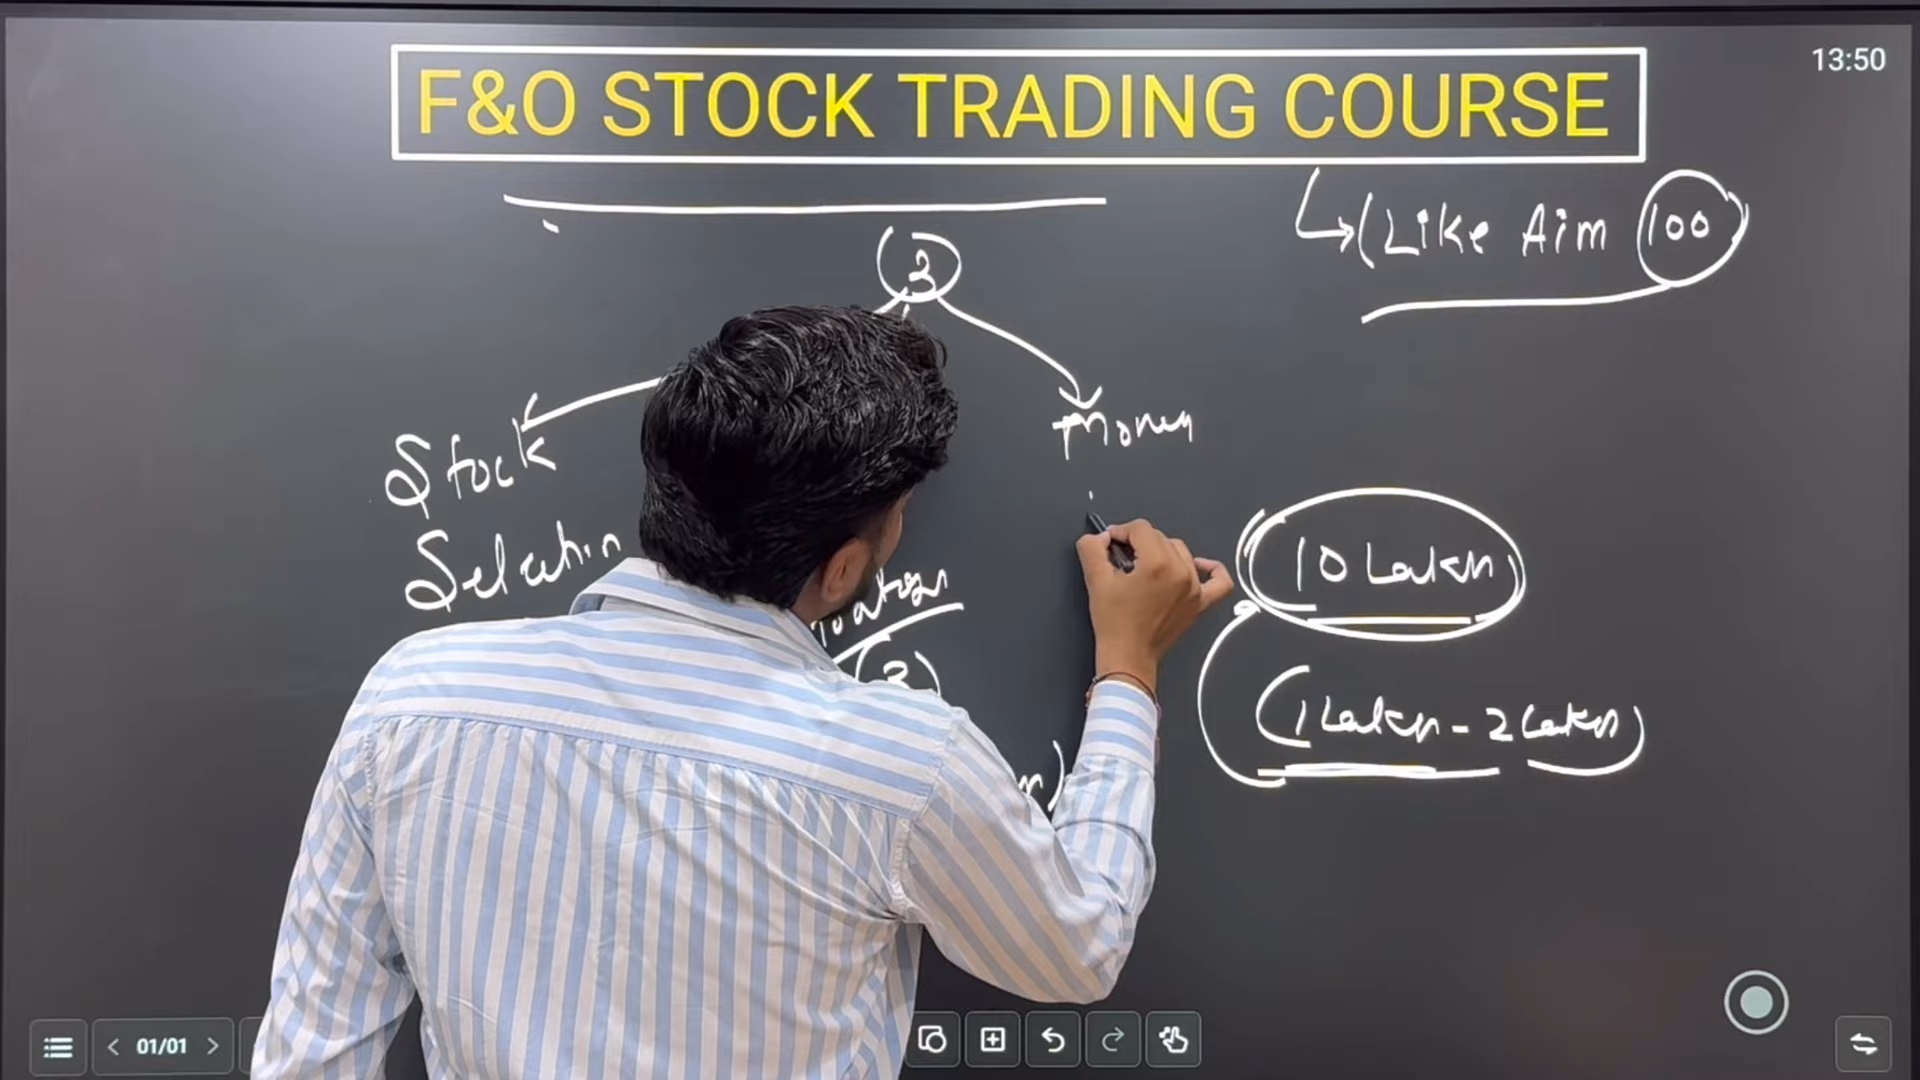 13:50
F&O STOCK TRADING COURSE
(Like Aim 100
3
Money
Stock
Selection
10 Lakh
(3)
(1 Lakh - 2 Lakh)
01/01